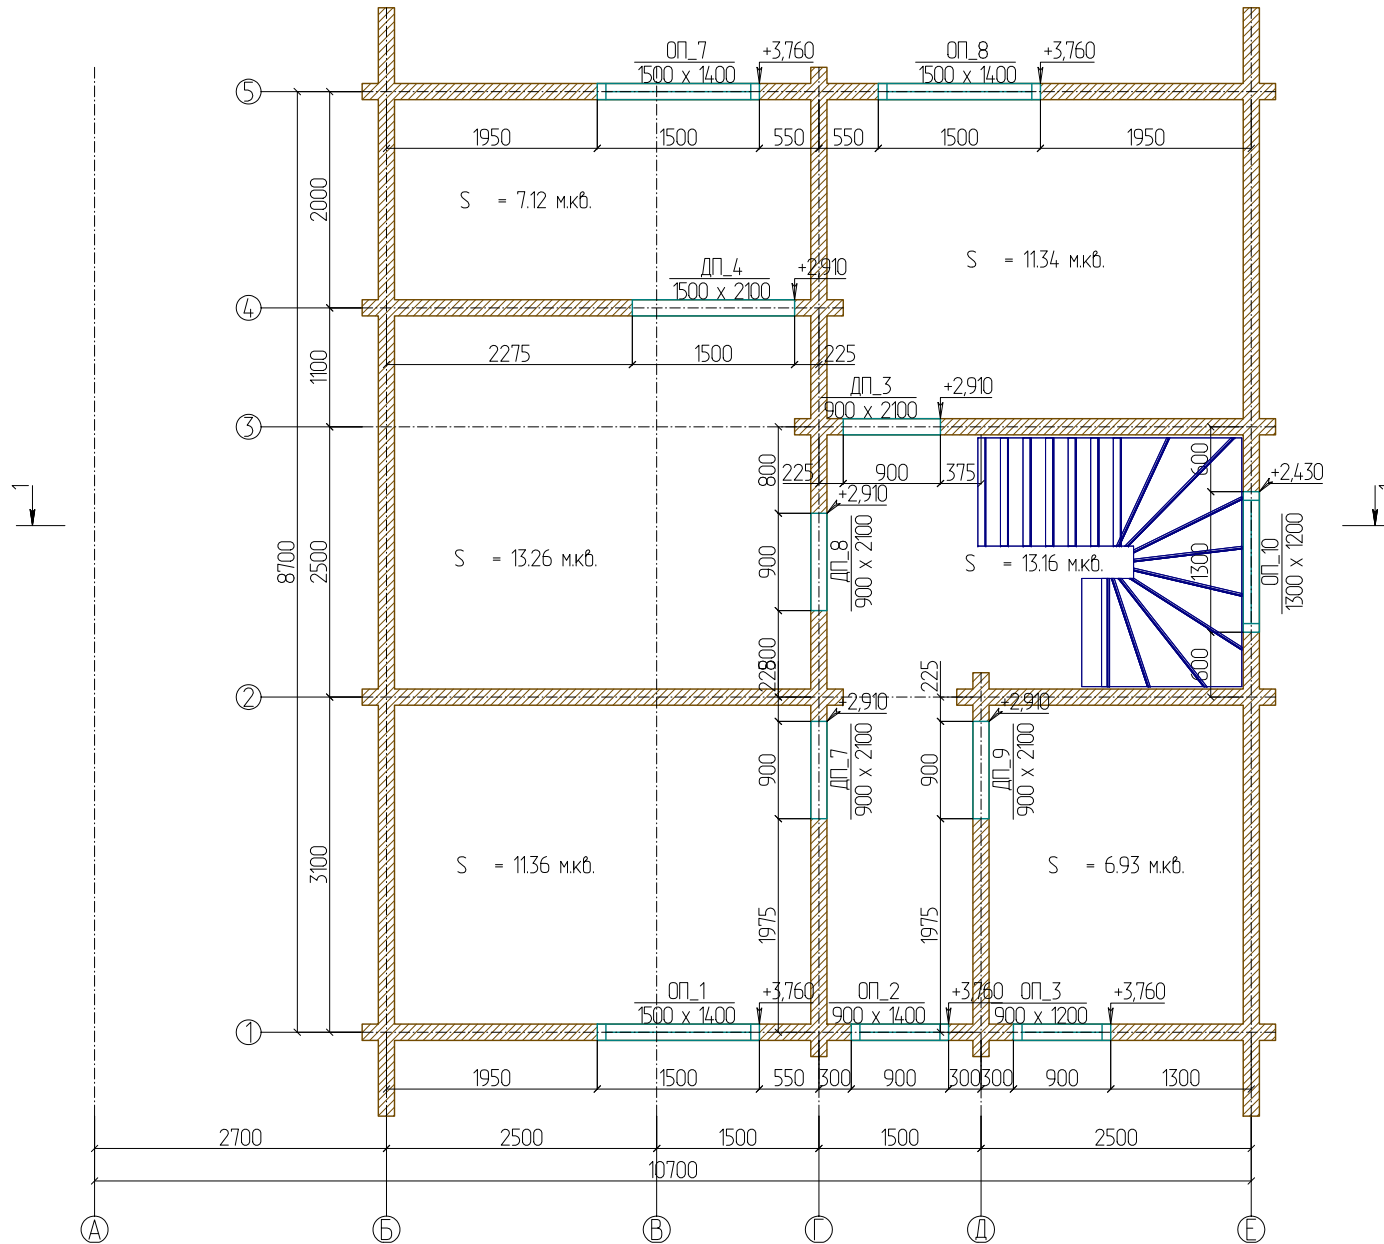 ОП_7
+3,760
1500 х 1400
ОП_8
+3,760
1500 х 1400
5
1950
1500
550
550
1500
1950
2000
S = 7.12 м.кв.
S = 11.34 м.кв.
ДП_4
+2,910
1500 х 2100
4
2275
1500
225
1100
ДП_3
+2,910
900 х 2100
3
225
900
375
800
600
+2,430
+2,910
1
1
ДП_8
900 х 2100
900
S = 13.26 м.кв.
S = 13.16 м.кв.
1300
ОП_10
1300 х 1200
8700
2500
800
225
225
600
2
+2,910
+2,910
900
ДП_7
900 х 2100
900
ДП_9
900 х 2100
3100
S = 11.36 м.кв.
S = 6.93 м.кв.
1975
1975
ОП_1
+3,760
1500 х 1400
ОП_2
+3,760
900 х 1400
ОП_3
+3,760
900 х 1200
1
1950
1500
550
300
900
300
300
900
1300
2700
2500
1500
1500
2500
10700
А
Б
В
Г
Д
Е